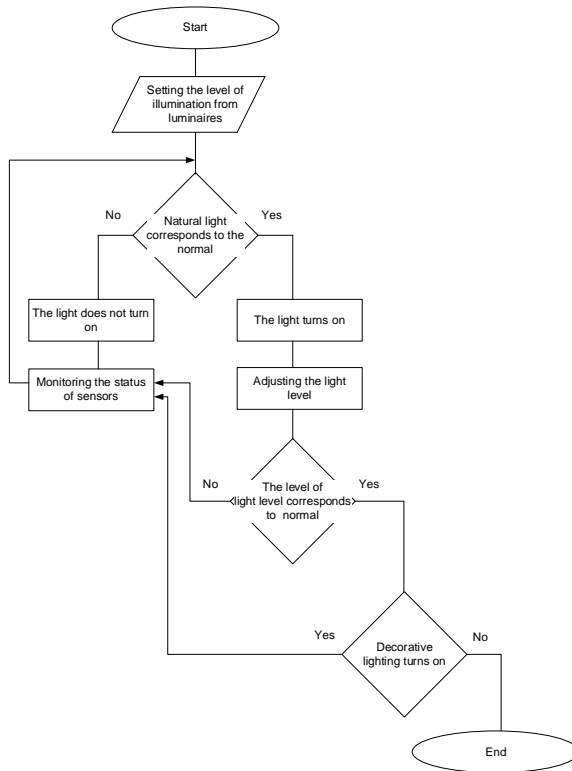 Start
Setting the level of
illumination from
luminaires
No
Yes
Natural light
corresponds to the
normal
The light does not turn
on
The light turns on
Monitoring the status
of sensors
Adjusting the light
level
No
Yes
The level of
light level corresponds
to normal
Yes
No
Decorative
lighting turns on
End